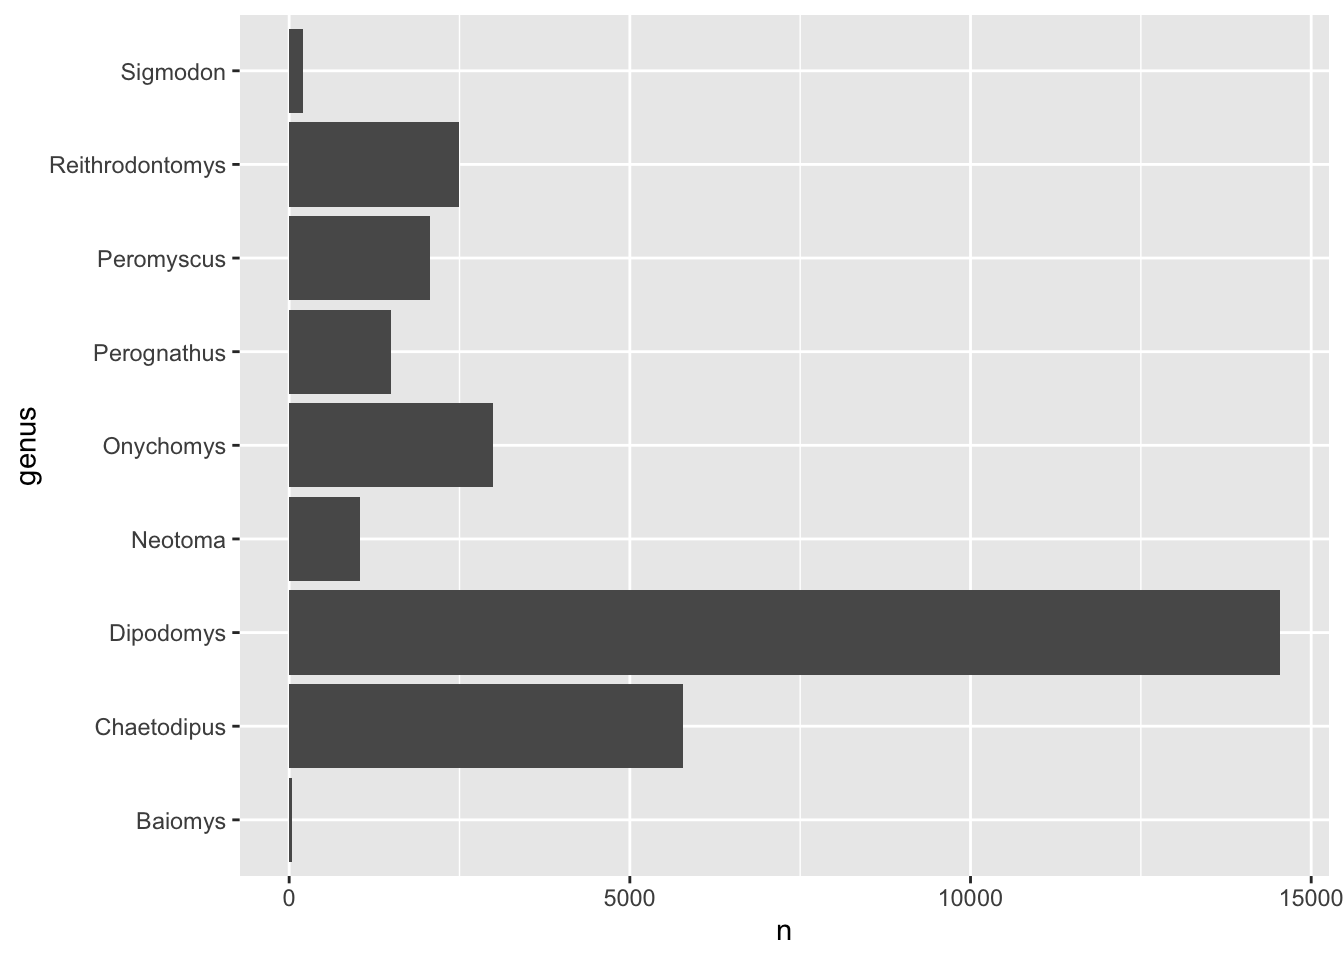 Sigmodon
Reithrodontomys
Peromyscus
Perognathus
Onychomys
Neotoma
Dipodomys
Chaetodipus
Baiomys
genus
0 5000 10000 15000
n